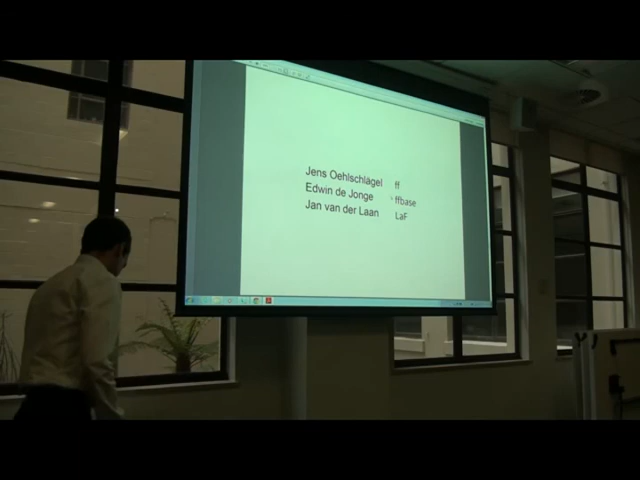 Jens Oehlschlägel ff
Edwin de Jonge ffbase
Jan van der Laan LaF